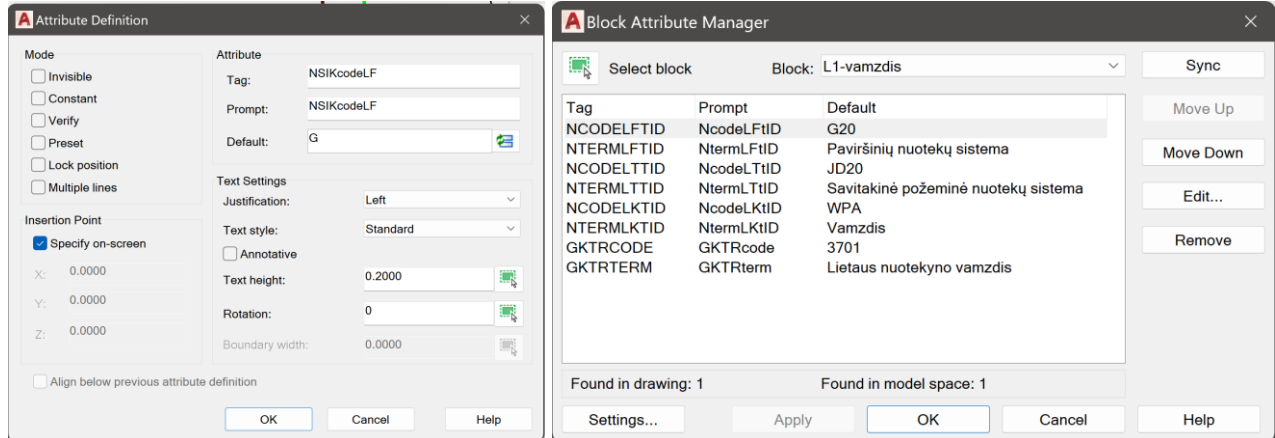 Attribute Definition
Mode
Invisible
Constant
Verify
Preset
Lock position
Multiple lines
Insertion Point
Specify on-screen
X: 0.0000
Y: 0.0000
Z: 0.0000
Attribute
Tag: NSIKcodeLF
Prompt: NSIKcodeLF
Default: G
Text Settings
Justification: Left
Text style: Standard
Annotative
Text height: 0.2000
Rotation: 0
Boundary width: 0.0000
Align below previous attribute definition
OK Cancel Help
Block Attribute Manager
Select block Block: L1-vamzdis Sync
Tag Prompt Default Move Up
NCODELFTID NcodeLFtID G20
NTERMLFTID NtermLFtID Paviršinių nuotekų sistema Move Down
NCODELTTID NcodeLTtID JD20
NTERMLTTID NtermLTtID Savitakinė požeminė nuotekų sistema Edit...
NCODELKTID NcodeLKtID WPA
NTERMLKTID NtermLKtID Vamzdis Remove
GKTRCODE GKTRcode 3701
GKTRTERM GKTRterm Lietaus nuotekyno vamzdis
Found in drawing: 1 Found in model space: 1
Settings... Apply OK Cancel Help